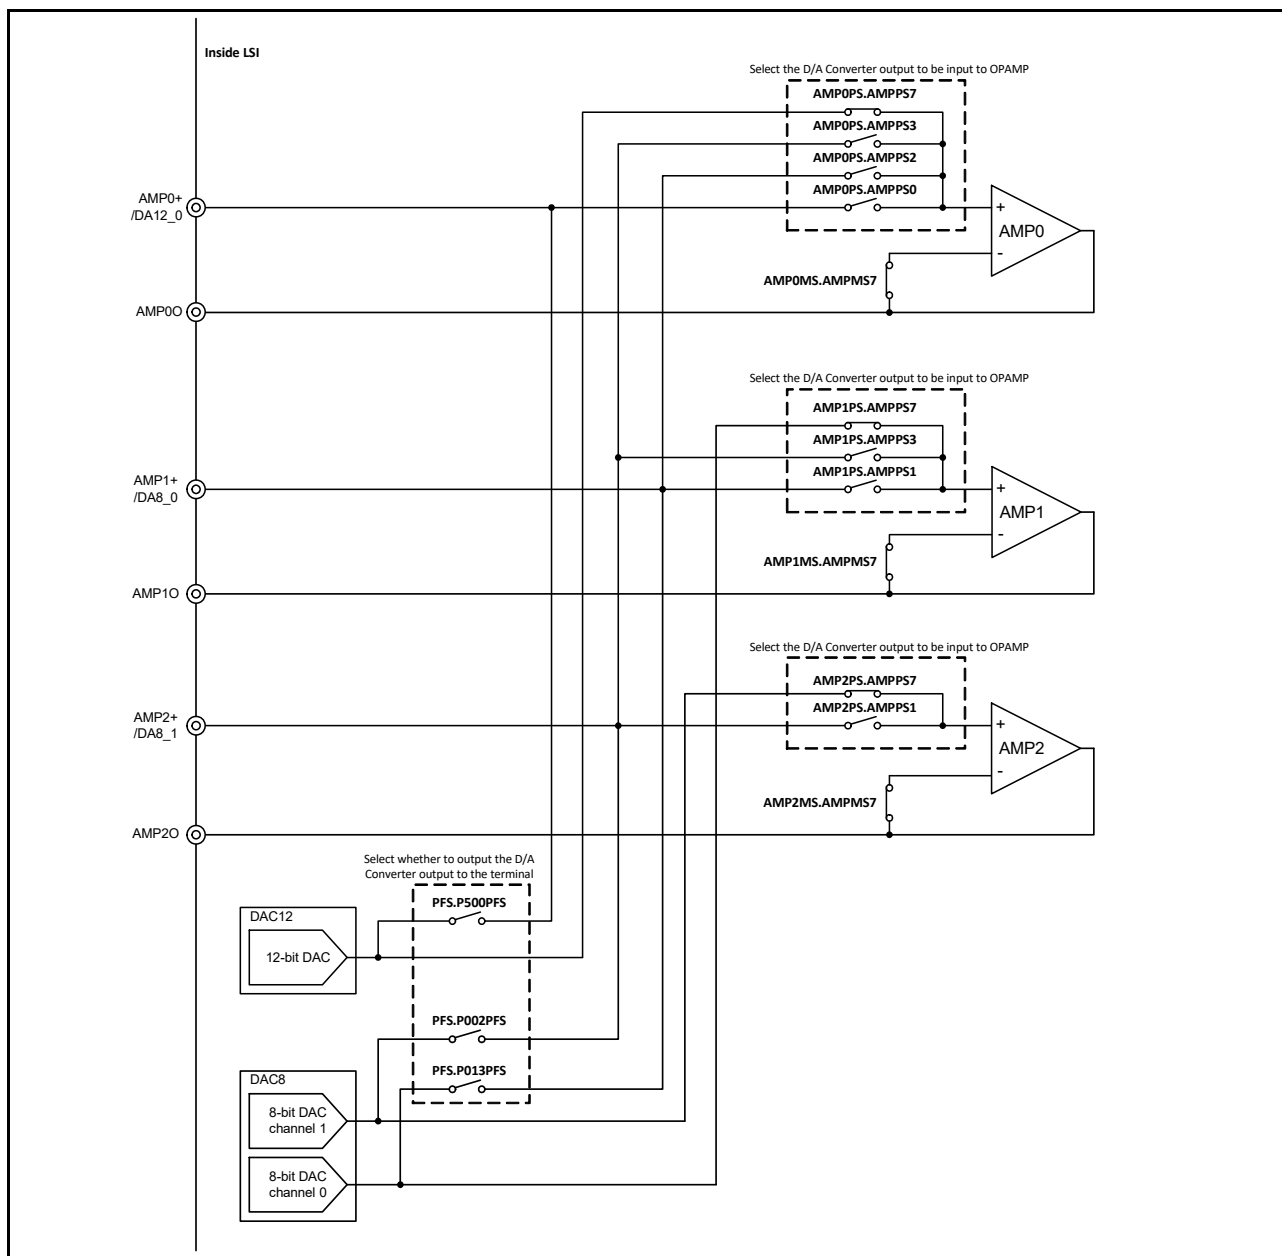 Inside LSI
Select the D/A Converter output to be input to OPAMP
AMP0PS.AMPPS7
AMP0PS.AMPPS3
AMP0PS.AMPPS2
AMP0PS.AMPPS0
AMP0+
/DA12_0
+
AMP0
-
AMP0MS.AMPMS7
AMP0O
Select the D/A Converter output to be input to OPAMP
AMP1PS.AMPPS7
AMP1PS.AMPPS3
AMP1PS.AMPPS1
AMP1+
/DA8_0
+
AMP1
-
AMP1MS.AMPMS7
AMP1O
Select the D/A Converter output to be input to OPAMP
AMP2PS.AMPPS7
AMP2PS.AMPPS1
AMP2+
/DA8_1
+
AMP2
-
AMP2MS.AMPMS7
AMP2O
Select whether to output the D/A
Converter output to the terminal
PFS.P500PFS
DAC12
12-bit DAC
PFS.P002PFS
PFS.P013PFS
DAC8
8-bit DAC
channel 1
8-bit DAC
channel 0